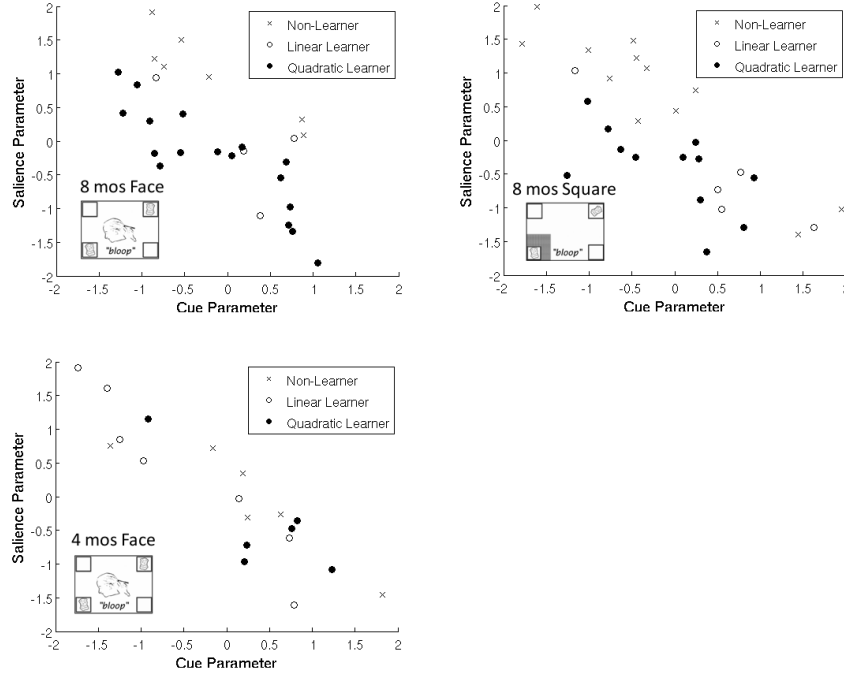 2
1.5
1
0.5
0
-0.5
-1
-1.5
-2
-2 -1.5 -1 -0.5 0 0.5 1 1.5 2
Salience Parameter
Cue Parameter
Non-Learner
Linear Learner
Quadratic Learner
8 mos Face
"bloop"
2
1.5
1
0.5
0
-0.5
-1
-1.5
-2
-2 -1.5 -1 -0.5 0 0.5 1 1.5 2
Salience Parameter
Cue Parameter
Non-Learner
Linear Learner
Quadratic Learner
8 mos Square
"bloop"
2
1.5
1
0.5
0
-0.5
-1
-1.5
-2
-2 -1.5 -1 -0.5 0 0.5 1 1.5 2
Salience Parameter
Cue Parameter
Non-Learner
Linear Learner
Quadratic Learner
4 mos Face
"bloop"